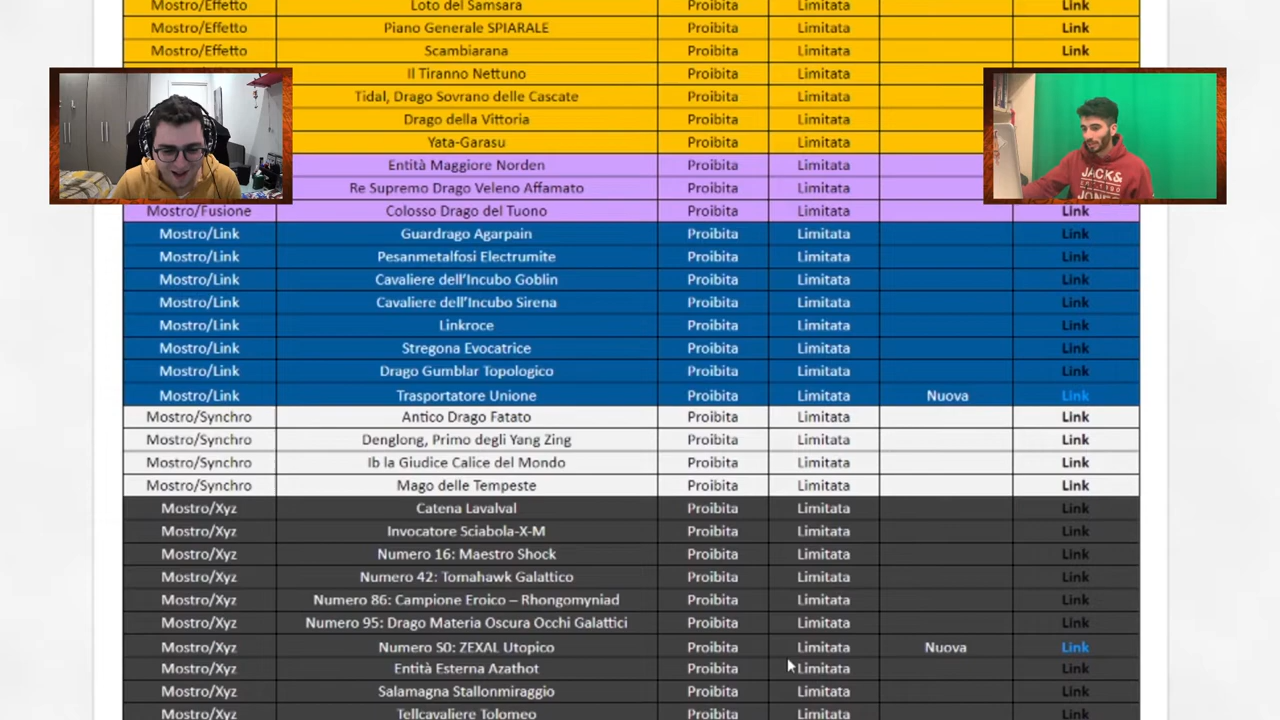 Mostro/Effetto Loto del Samsara Proibita Limitata Link
Mostro/Effetto Piano Generale SPIARALE Proibita Limitata Link
Mostro/Effetto Scambiarana Proibita Limitata Link
Il Tiranno Nettuno Proibita Limitata
Tidal, Drago Sovrano delle Cascate Proibita Limitata
Drago della Vittoria Proibita Limitata
Yata-Garasu Proibita Limitata
Entità Maggiore Norden Proibita Limitata
Re Supremo Drago Veleno Affamato Proibita Limitata
Mostro/Fusione Colosso Drago del Tuono Proibita Limitata Link
Mostro/Link Guardrago Agarpain Proibita Limitata Link
Mostro/Link Pesanmetalfosi Electrumite Proibita Limitata Link
Mostro/Link Cavaliere dell'Incubo Goblin Proibita Limitata Link
Mostro/Link Cavaliere dell'Incubo Sirena Proibita Limitata Link
Mostro/Link Linkroce Proibita Limitata Link
Mostro/Link Stregona Evocatrice Proibita Limitata Link
Mostro/Link Drago Gumblar Topologico Proibita Limitata Link
Mostro/Link Trasportatore Unione Proibita Limitata Nuova Link
Mostro/Synchro Antico Drago Fatato Proibita Limitata Link
Mostro/Synchro Denglong, Primo degli Yang Zing Proibita Limitata Link
Mostro/Synchro Ib la Giudice Calice del Mondo Proibita Limitata Link
Mostro/Synchro Mago delle Tempeste Proibita Limitata Link
Mostro/Xyz Catena Lavalval Proibita Limitata Link
Mostro/Xyz Invocatore Sciabola-X-M Proibita Limitata Link
Mostro/Xyz Numero 16: Maestro Shock Proibita Limitata Link
Mostro/Xyz Numero 42: Tomahawk Galattico Proibita Limitata Link
Mostro/Xyz Numero 86: Campione Eroico – Rhongomyniad Proibita Limitata Link
Mostro/Xyz Numero 95: Drago Materia Oscura Occhi Galattici Proibita Limitata Link
Mostro/Xyz Numero S0: ZEXAL Utopico Proibita Limitata Nuova Link
Mostro/Xyz Entità Esterna Azathot Proibita Limitata Link
Mostro/Xyz Salamagna Stallonmiraggio Proibita Limitata Link
Mostro/Xyz Tellcavaliere Tolomeo Proibita Limitata Link
JACK&
JONES